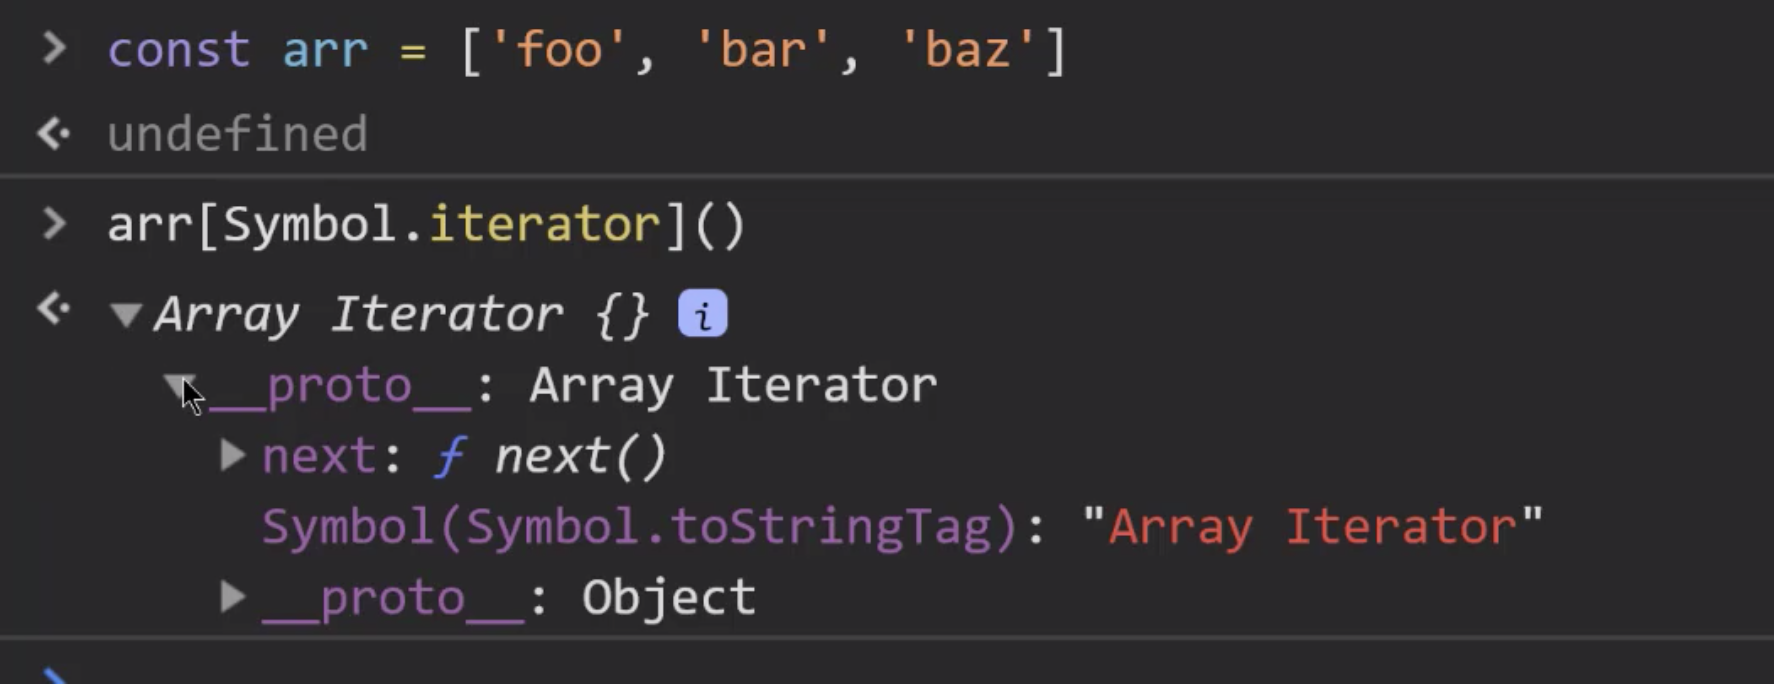 > const arr = ['foo', 'bar', 'baz']
undefined
> arr[Symbol.iterator]()
Array Iterator {} i
__proto__: Array Iterator
next: ƒ next()
Symbol(Symbol.toStringTag): "Array Iterator"
__proto__: Object